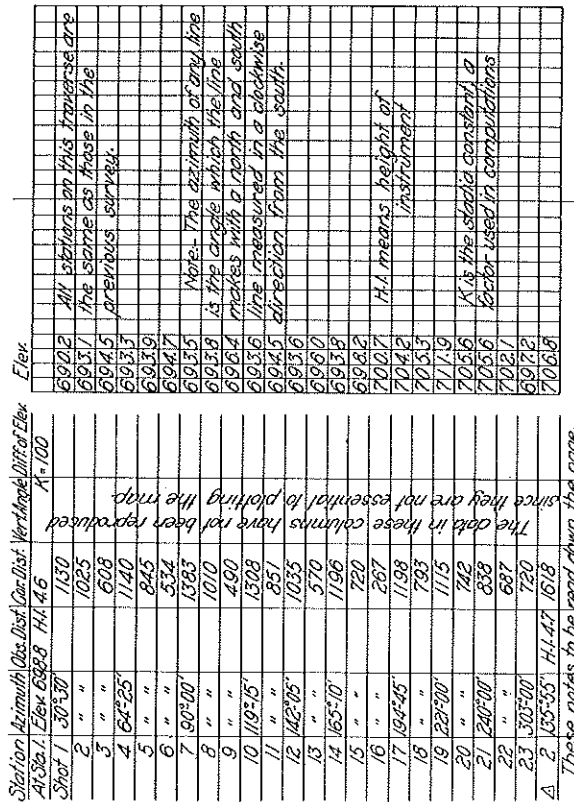 Station Azimuth Obs. Dist. Cor. Dist. Vert. Angle Diff. of Elev. Elev.
At Sta. 1. Elev. 698.8 H.I. 4.6 K=100
Shot 1 30°-30' 1130 690.2
2 " " 1025 693.1
3 " " 608 694.5
4 64°-25' 1140 693.3
5 " " 845 693.9
6 " " 534 694.7
7 90°-00' 1383 693.5
8 " " 1010 693.8
9 " " 490 696.4
10 119°-15' 1308 693.6
11 " " 851 694.5
12 142°-05' 1035 693.6
13 " " 570 696.0
14 165°-10' 1196 693.8
15 " " 720 698.2
16 " " 267 700.7
17 194°-45' 1198 704.2
18 " " 793 705.3
19 221°-00' 1115 711.9
20 " " 742 705.6
21 240°-00' 838 705.6
22 " " 687 702.1
23 303°-00' 720 697.2
△ 2 135°-55' H.I. 4.7 1618 706.8
The data in these columns have not been reproduced
since they are not essential to plotting the map.
All stations on this traverse are
the same as those in the
previous survey.
Note:- The azimuth of any line
is the angle which the line
makes with a north and south
line measured in a clockwise
direction from the south.
H.I. means height of
instrument
K is the stadia constant, a
factor used in computations
These notes to be read down the page.